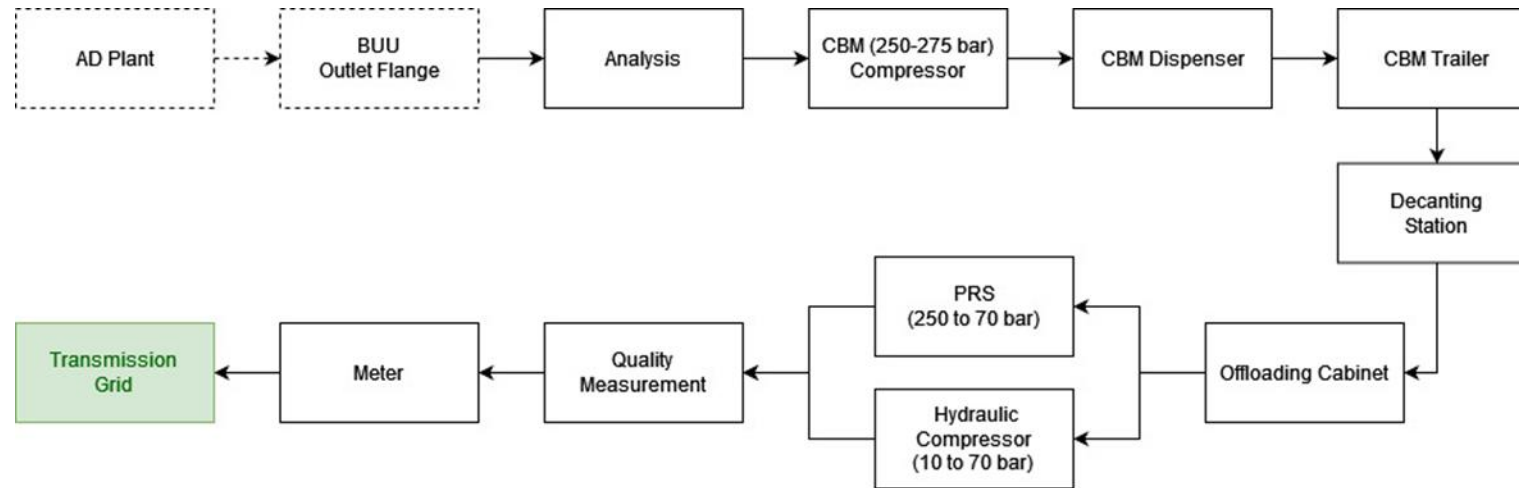 AD Plant
BUU
Outlet Flange
Analysis
CBM (250-275 bar)
Compressor
CBM Dispenser
CBM Trailer
Decanting
Station
Offloading Cabinet
PRS
(250 to 70 bar)
Hydraulic
Compressor
(10 to 70 bar)
Quality
Measurement
Meter
Transmission
Grid